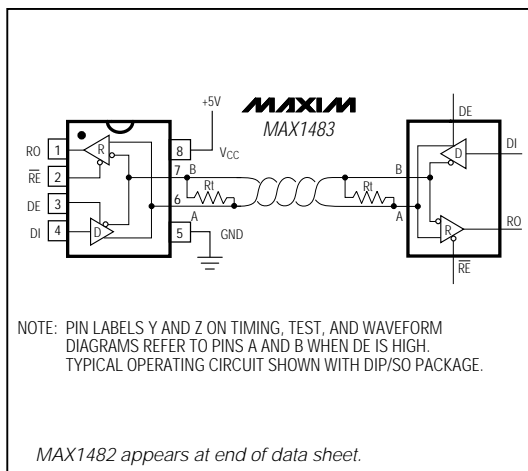 +5V
MAXIM
MAX1483
DE
RO 1
8 VCC
R
D
DI
RE 2
7 B
B
Rt
Rt
DE 3
6 A
A
DI 4
D
5 GND
R
RO
RE
NOTE: PIN LABELS Y AND Z ON TIMING, TEST, AND WAVEFORM
DIAGRAMS REFER TO PINS A AND B WHEN DE IS HIGH.
TYPICAL OPERATING CIRCUIT SHOWN WITH DIP/SO PACKAGE.
MAX1482 appears at end of data sheet.